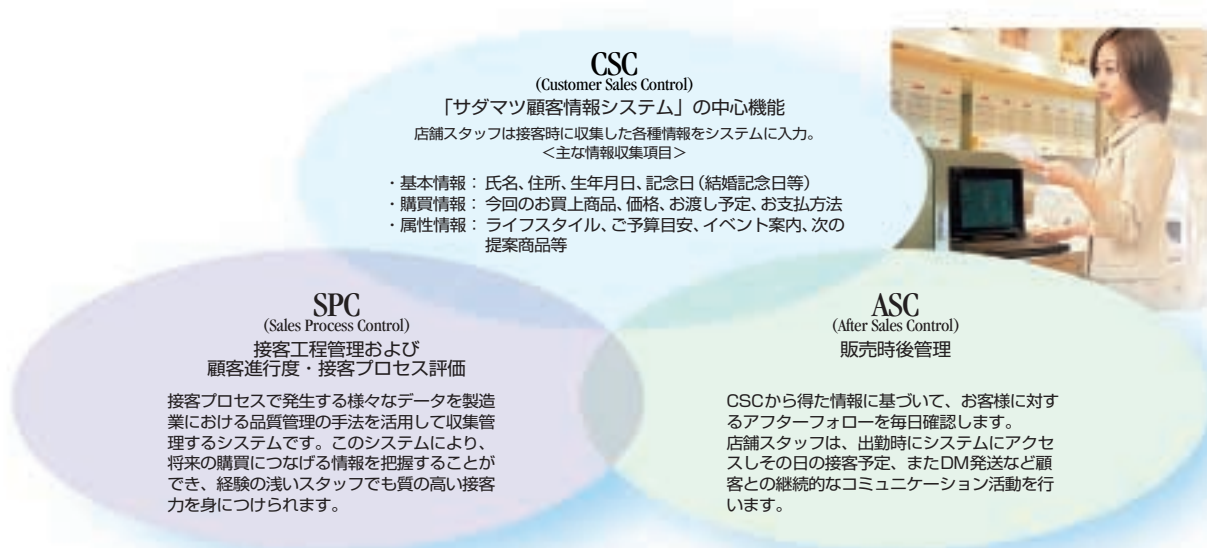 CSC
(Customer Sales Control)
「サダマツ顧客情報システム」の中心機能
店舗スタッフは接客時に収集した各種情報をシステムに入力。
＜主な情報収集項目＞
・基本情報： 氏名、住所、生年月日、記念日（結婚記念日等）
・購買情報： 今回のお買上商品、価格、お渡し予定、お支払方法
・属性情報： ライフスタイル、ご予算目安、イベント案内、次の
提案商品等
SPC
(Sales Process Control)
接客工程管理および
顧客進行度・接客プロセス評価
接客プロセスで発生する様々なデータを製造
業における品質管理の手法を活用して収集管
理するシステムです。このシステムにより、
将来の購買につなげる情報を把握することが
でき、経験の浅いスタッフでも質の高い接客
力を身につけられます。
ASC
(After Sales Control)
販売時後管理
CSCから得た情報に基づいて、お客様に対す
るアフターフォローを毎日確認します。
店舗スタッフは、出勤時にシステムにアクセ
スしその日の接客予定、またDM発送など顧
客との継続的なコミュニケーション活動を行
います。